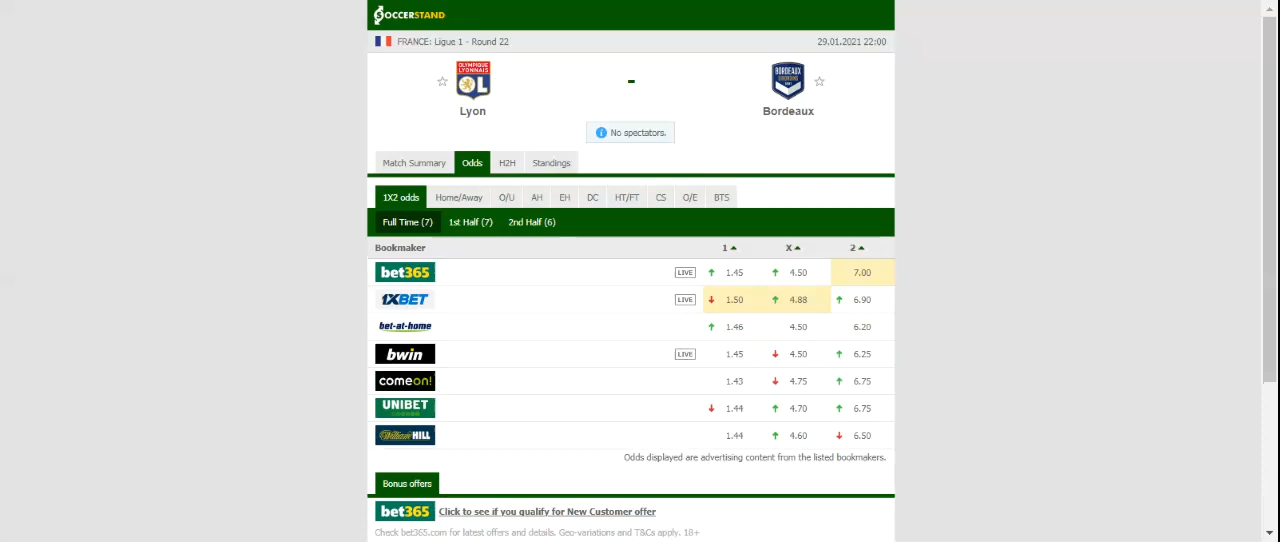 SOCCERSTAND
FRANCE: Ligue 1 - Round 22 29.01.2021 22:00
OLYMPIQUE LYONNAIS OL
BORDEAUX
-
Lyon Bordeaux
No spectators.
Match Summary Odds H2H Standings
1X2 odds Home/Away O/U AH EH DC HT/FT CS O/E BTS
Full Time (7) 1st Half (7) 2nd Half (6)
Bookmaker 1 X 2
bet365 LIVE 1.45 4.50 7.00
1XBET LIVE 1.50 4.88 6.90
bet-at-home 1.46 4.50 6.20
bwin LIVE 1.45 4.50 6.25
comeon! 1.43 4.75 6.75
UNIBET 1.44 4.70 6.75
William HILL 1.44 4.60 6.50
Odds displayed are advertising content from the listed bookmakers.
Bonus offers
bet365 Click to see if you qualify for New Customer offer
Check bet365.com for latest offers and details. Geo-variations and T&Cs apply. 18+